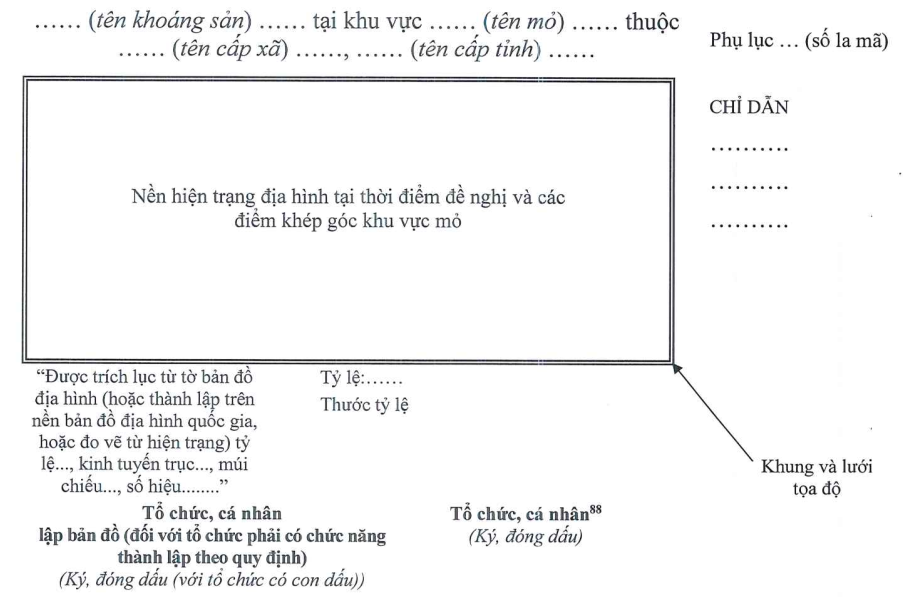 …… (tên khoáng sản) …… tại khu vực …… (tên mỏ) …… thuộc
…… (tên cấp xã) ……, …… (tên cấp tỉnh) ……
Phụ lục … (số la mã)
CHỈ DẪN
……….
……….
……….
Nền hiện trạng địa hình tại thời điểm đề nghị và các
điểm khép góc khu vực mỏ
“Được trích lục từ tờ bản đồ
địa hình (hoặc thành lập trên
nền bản đồ địa hình quốc gia,
hoặc đo vẽ từ hiện trạng) tỷ
lệ..., kinh tuyến trục..., múi
chiếu..., số hiệu........”
Tỷ lệ:……
Thước tỷ lệ
Khung và lưới
tọa độ
Tổ chức, cá nhân
lập bản đồ (đối với tổ chức phải có chức năng
thành lập theo quy định)
(Ký, đóng dấu (với tổ chức có con dấu))
Tổ chức, cá nhân⁸⁸
(Ký, đóng dấu)